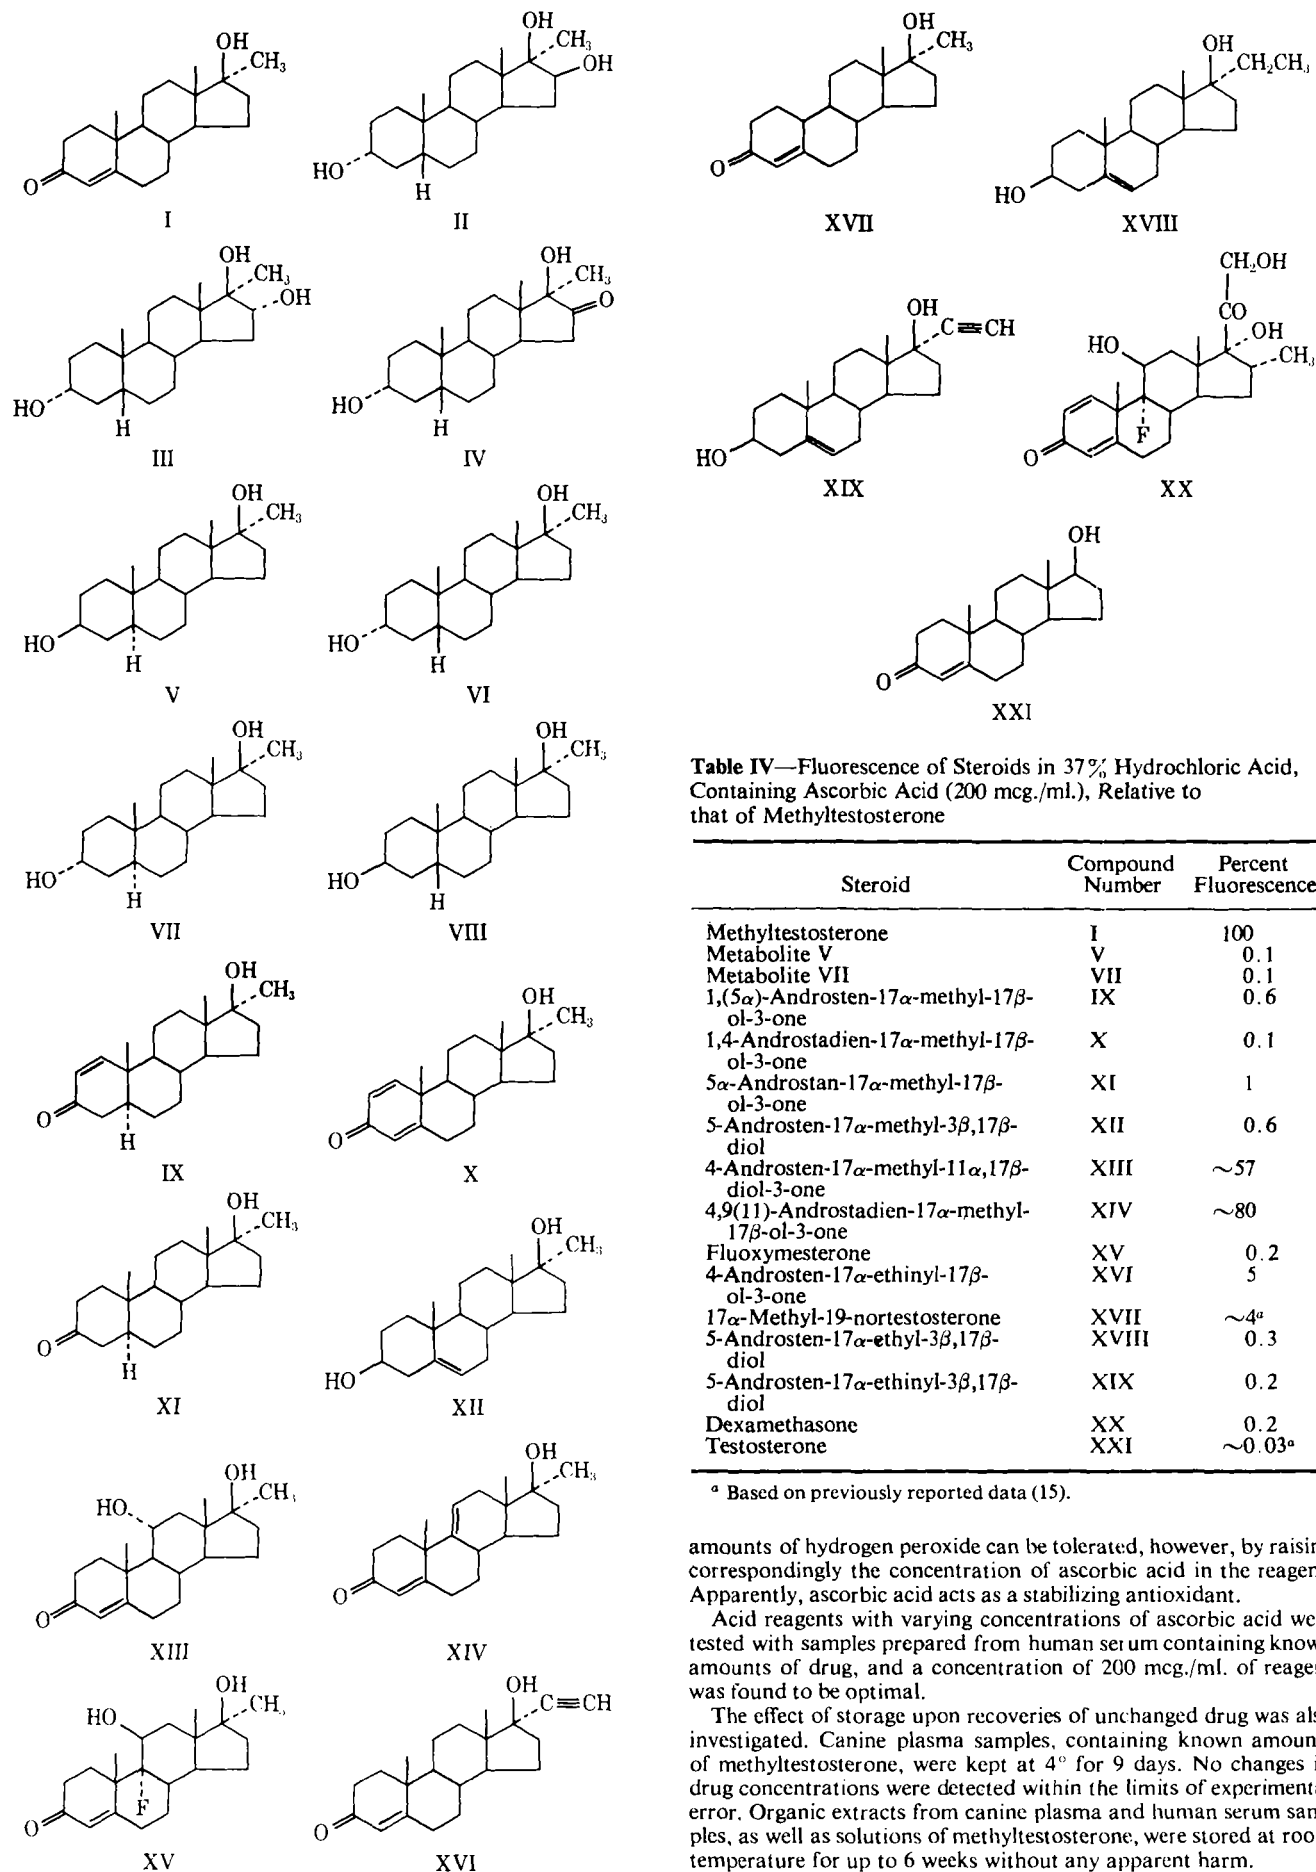 OH
CH₃
O
I
OH
CH₃
OH
HO
H
II
OH
CH₃
O
XVII
OH
CH₂CH₃
HO
XVIII
OH
CH₃
OH
HO
H
III
OH
CH₃
O
HO
H
IV
OH
C≡CH
HO
XIX
CH₂OH
CO
OH
CH₃
HO
F
O
XX
OH
CH₃
HO
H
V
OH
CH₃
HO
H
VI
OH
O
XXI
OH
CH₃
HO
H
VII
OH
CH₃
HO
H
VIII
OH
CH₃
O
H
IX
OH
CH₃
O
X
OH
CH₃
O
H
XI
OH
CH₃
HO
XII
OH
CH₃
HO
O
XIII
OH
CH₃
O
XIV
OH
CH₃
HO
F
O
XV
OH
C≡CH
O
XVI
Table IV—Fluorescence of Steroids in 37% Hydrochloric Acid,
Containing Ascorbic Acid (200 mcg./ml.), Relative to
that of Methyltestosterone
Steroid Compound Number Percent Fluorescence
Methyltestosterone I 100
Metabolite V V 0.1
Metabolite VII VII 0.1
1,(5α)-Androsten-17α-methyl-17β- IX 0.6
ol-3-one
1,4-Androstadien-17α-methyl-17β- X 0.1
ol-3-one
5α-Androstan-17α-methyl-17β- XI 1
ol-3-one
5-Androsten-17α-methyl-3β,17β- XII 0.6
diol
4-Androsten-17α-methyl-11α,17β- XIII ~57
diol-3-one
4,9(11)-Androstadien-17α-methyl- XIV ~80
17β-ol-3-one
Fluoxymesterone XV 0.2
4-Androsten-17α-ethinyl-17β- XVI 5
ol-3-one
17α-Methyl-19-nortestosterone XVII ~4ᵃ
5-Androsten-17α-ethyl-3β,17β- XVIII 0.3
diol
5-Androsten-17α-ethinyl-3β,17β- XIX 0.2
diol
Dexamethasone XX 0.2
Testosterone XXI ~0.03ᵃ
ᵃ Based on previously reported data (15).
amounts of hydrogen peroxide can be tolerated, however, by raisin
correspondingly the concentration of ascorbic acid in the reagen
Apparently, ascorbic acid acts as a stabilizing antioxidant.
Acid reagents with varying concentrations of ascorbic acid we
tested with samples prepared from human serum containing know
amounts of drug, and a concentration of 200 mcg./ml. of reage
was found to be optimal.
The effect of storage upon recoveries of unchanged drug was als
investigated. Canine plasma samples, containing known amoun
of methyltestosterone, were kept at 4° for 9 days. No changes i
drug concentrations were detected within the limits of experiment
error. Organic extracts from canine plasma and human serum sam
ples, as well as solutions of methyltestosterone, were stored at roo
temperature for up to 6 weeks without any apparent harm.